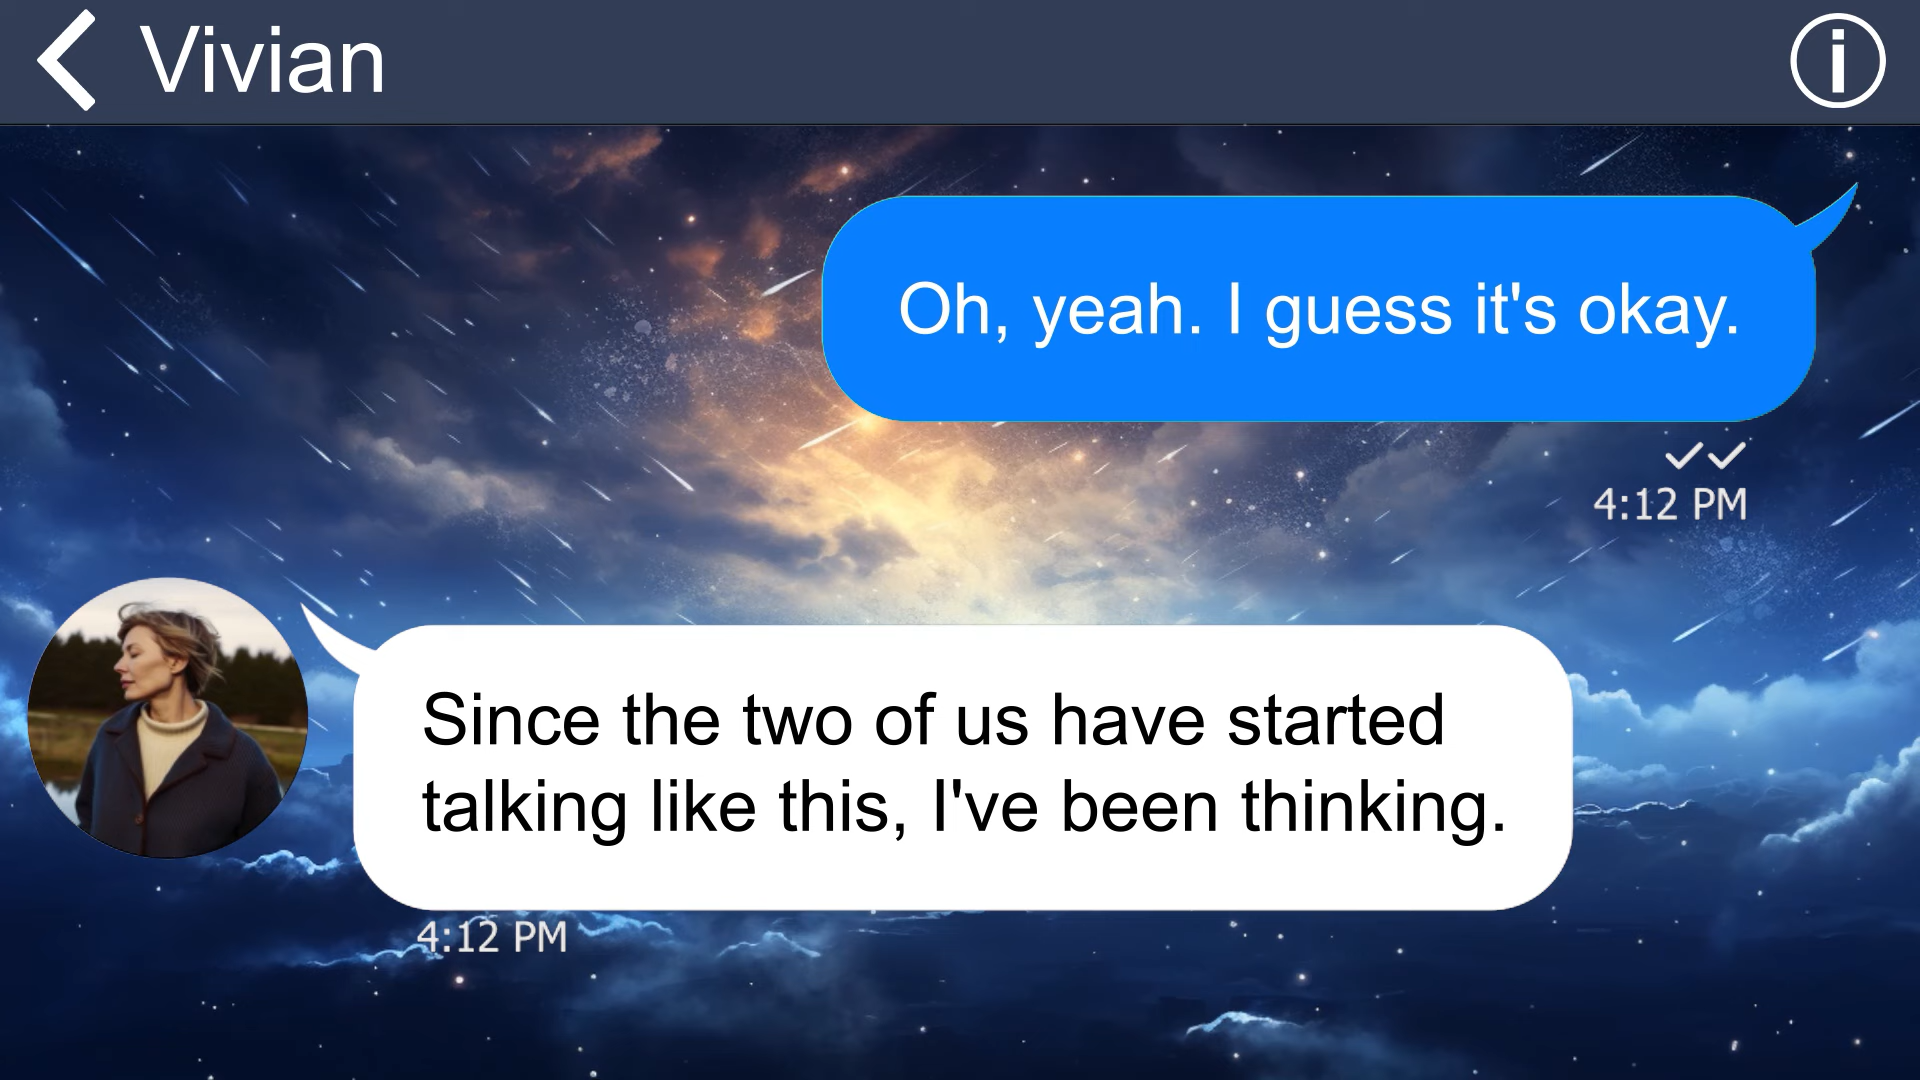 Vivian
Oh, yeah. I guess it's okay.
4:12 PM
Since the two of us have started
talking like this, I've been thinking.
4:12 PM